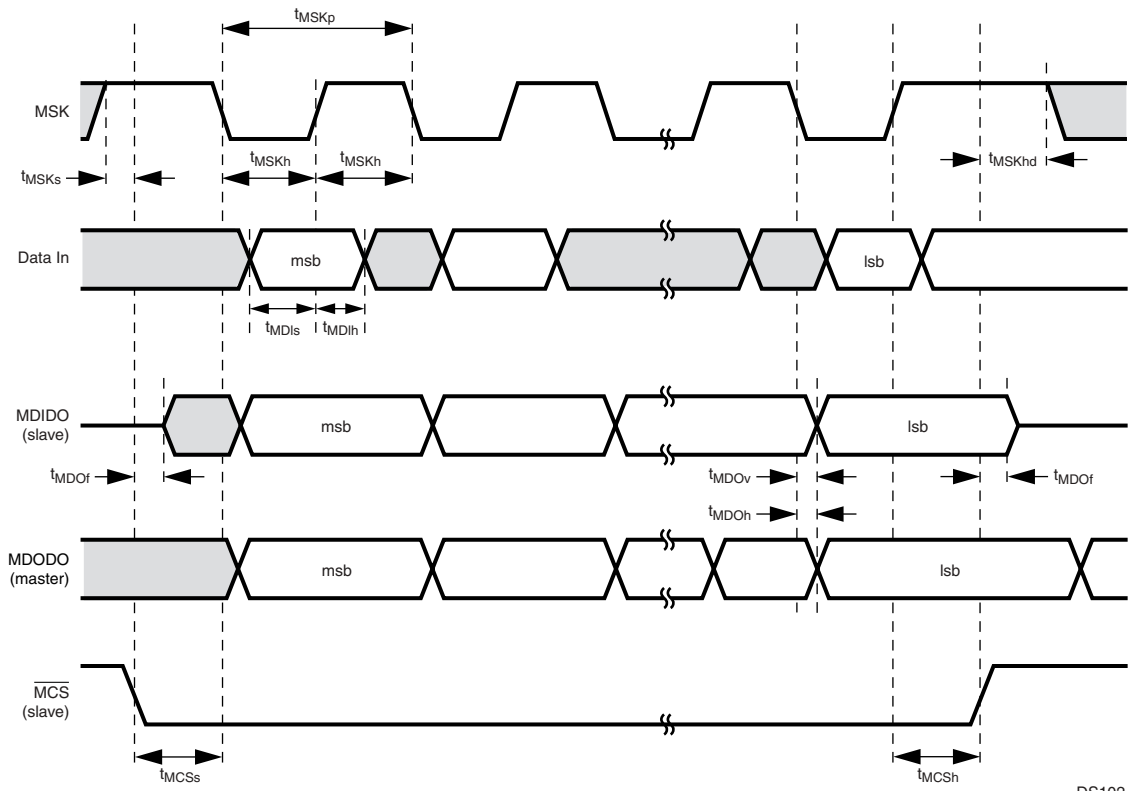 tMSKp
MSK
tMSKs
tMSKh
tMSKh
tMSKhd
Data In
msb
lsb
tMDIs
tMDIh
MDIDO
(slave)
msb
lsb
tMDOf
tMDOv
tMDOf
tMDOh
MDODO
(master)
msb
lsb
MCS
(slave)
tMCSs
tMCSh